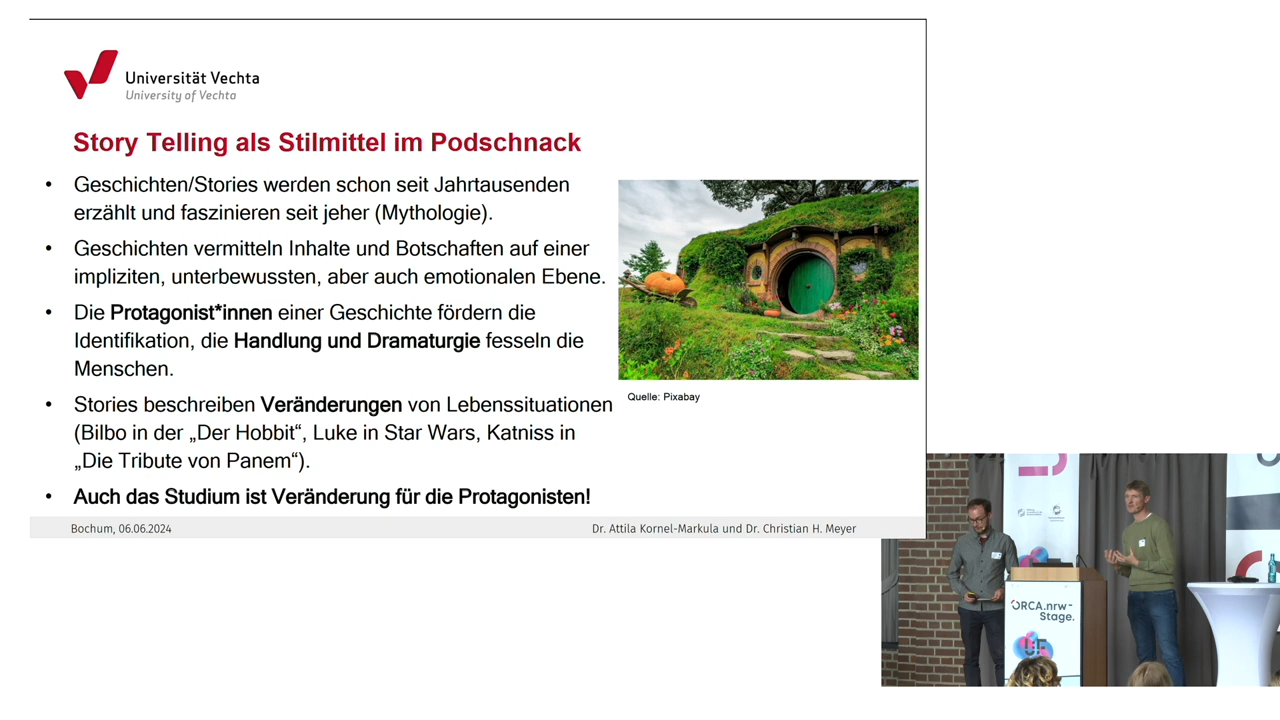 Universität Vechta
University of Vechta
Story Telling als Stilmittel im Podschnack
• Geschichten/Stories werden schon seit Jahrtausenden
erzählt und faszinieren seit jeher (Mythologie).
• Geschichten vermitteln Inhalte und Botschaften auf einer
impliziten, unterbewussten, aber auch emotionalen Ebene.
• Die Protagonist*innen einer Geschichte fördern die
Identifikation, die Handlung und Dramaturgie fesseln die
Menschen.
• Stories beschreiben Veränderungen von Lebenssituationen
(Bilbo in der „Der Hobbit“, Luke in Star Wars, Katniss in
„Die Tribute von Panem“).
• Auch das Studium ist Veränderung für die Protagonisten!
Quelle: Pixabay
Bochum, 06.06.2024
Dr. Attila Kornel-Markula und Dr. Christian H. Meyer
ORCA.nrw-
Stage.